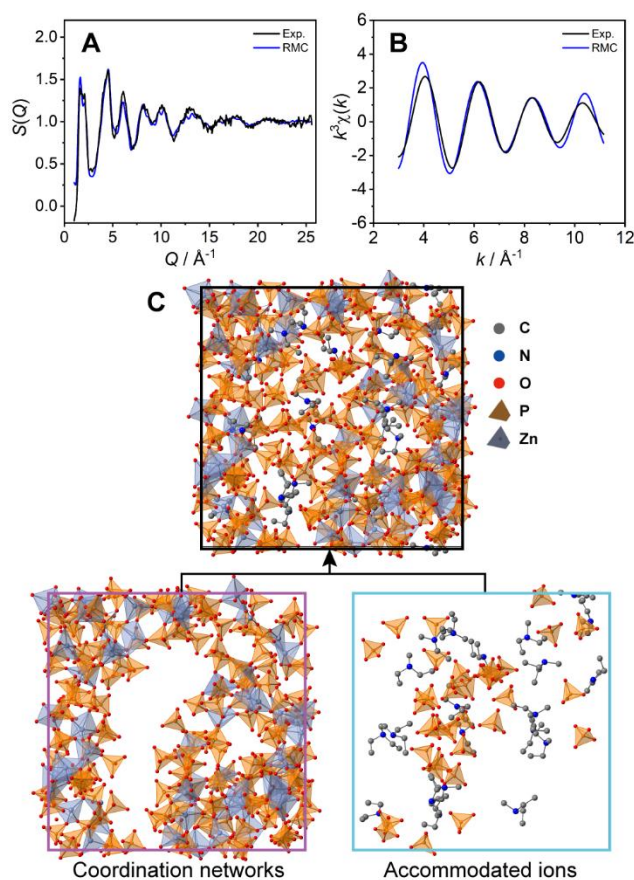 A
Exp.
RMC
S(Q)
2.0
1.5
1.0
0.5
0.0
0 5 10 15 20 25
Q / Å⁻¹
B
Exp.
RMC
k³χ(k)
6
4
2
0
-2
-4
-6
2 4 6 8 10 12
k / Å⁻¹
C
C
N
O
P
Zn
Coordination networks
Accommodated ions